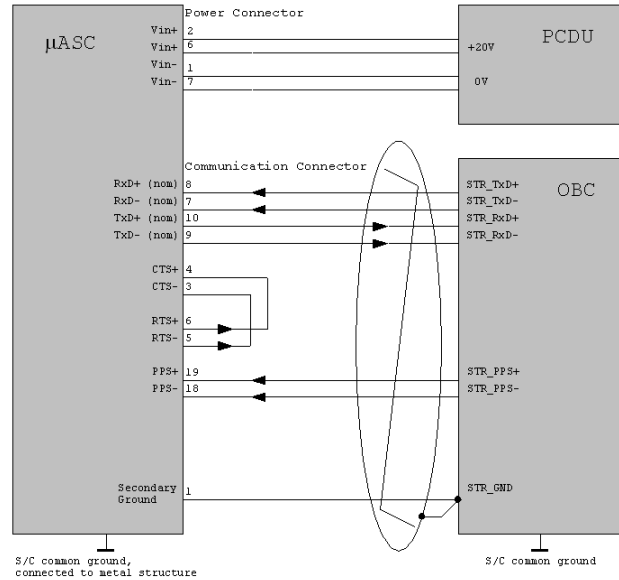 Power Connector
μASC
PCDU
Vin+ 2
Vin+ 6
Vin- 1
Vin- 7
+20V
0V
Communication Connector
OBC
RxD+ (nom) 8 STR_TxD+
RxD- (nom) 7 STR_TxD-
TxD+ (nom) 10 STR_RxD+
TxD- (nom) 9 STR_RxD-
CTS+ 4
CTS- 3
RTS+ 6
RTS- 5
PPS+ 19 STR_PPS+
PPS- 18 STR_PPS-
Secondary
Ground
1 STR_GND
S/C common ground,
connected to metal structure
S/C common ground